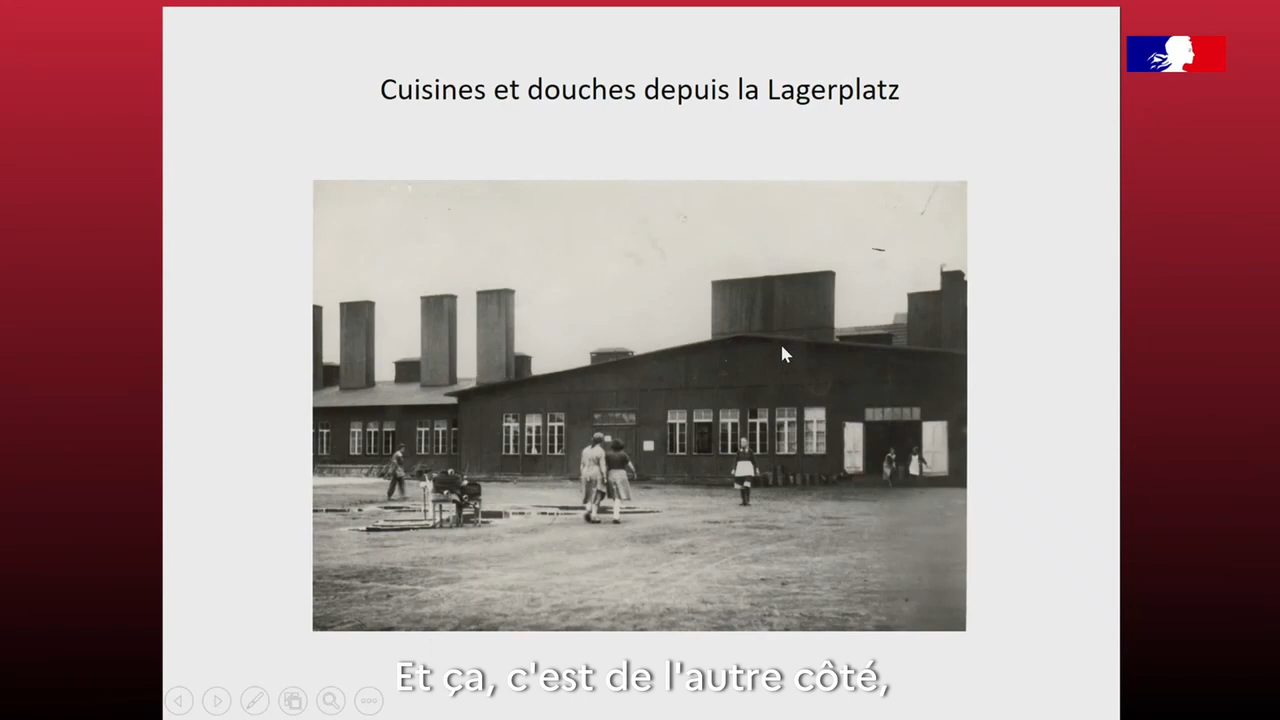 Cuisines et douches depuis la Lagerplatz
Et ça, c'est de l'autre côté,